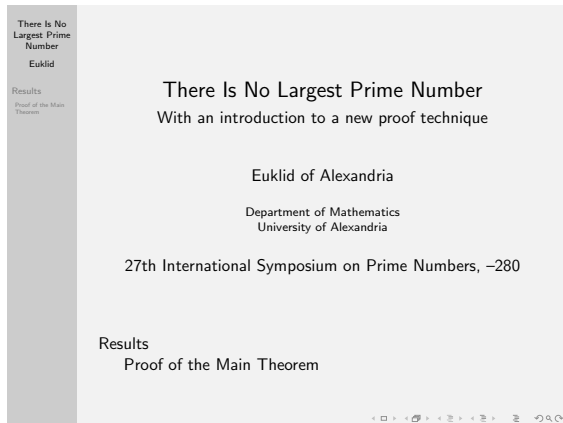 There Is No
Largest Prime
Number
Euklid
Results
Proof of the Main
Theorem
There Is No Largest Prime Number
With an introduction to a new proof technique
Euklid of Alexandria
Department of Mathematics
University of Alexandria
27th International Symposium on Prime Numbers, –280
Results
Proof of the Main Theorem